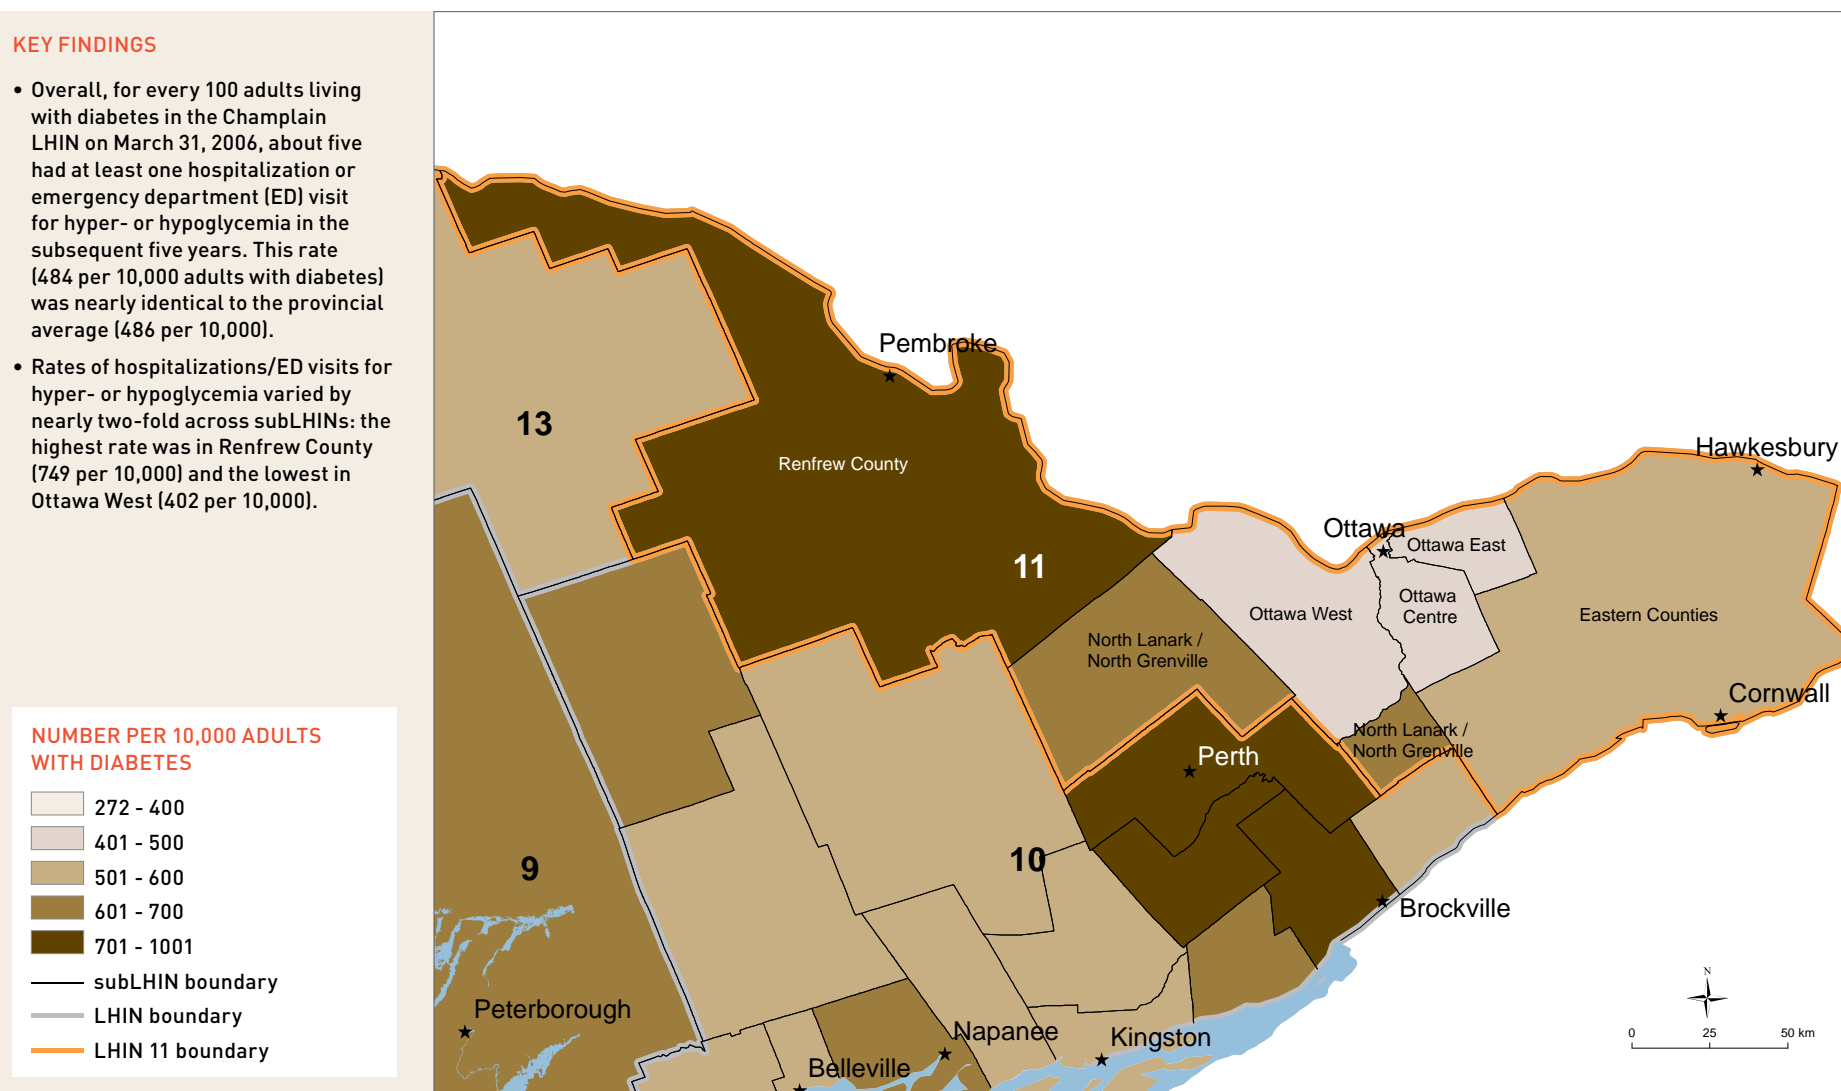 KEY FINDINGS
• Overall, for every 100 adults living
with diabetes in the Champlain
LHIN on March 31, 2006, about five
had at least one hospitalization or
emergency department (ED) visit
for hyper- or hypoglycemia in the
subsequent five years. This rate
(484 per 10,000 adults with diabetes)
was nearly identical to the provincial
average (486 per 10,000).
• Rates of hospitalizations/ED visits for
hyper- or hypoglycemia varied by
nearly two-fold across subLHINs: the
highest rate was in Renfrew County
(749 per 10,000) and the lowest in
Ottawa West (402 per 10,000).
NUMBER PER 10,000 ADULTS
WITH DIABETES
272 - 400
401 - 500
501 - 600
601 - 700
701 - 1001
subLHIN boundary
LHIN boundary
LHIN 11 boundary
Pembroke
13
Renfrew County
Hawkesbury
11
Ottawa
Ottawa East
Ottawa
Centre
Ottawa West
Eastern Counties
North Lanark /
North Grenville
Cornwall
North Lanark /
North Grenville
Perth
9
10
Brockville
Peterborough
Napanee
Kingston
Belleville
N
0 25 50 km